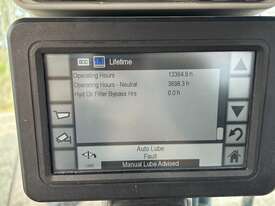 Lifetime
Operating Hours 13364.9 h
Operating Hours - Neutral 3698.3 h
Hyd Oil Filter Bypass Hrs 0.0 h
Auto Lube
Fault
Manual Lube Advised